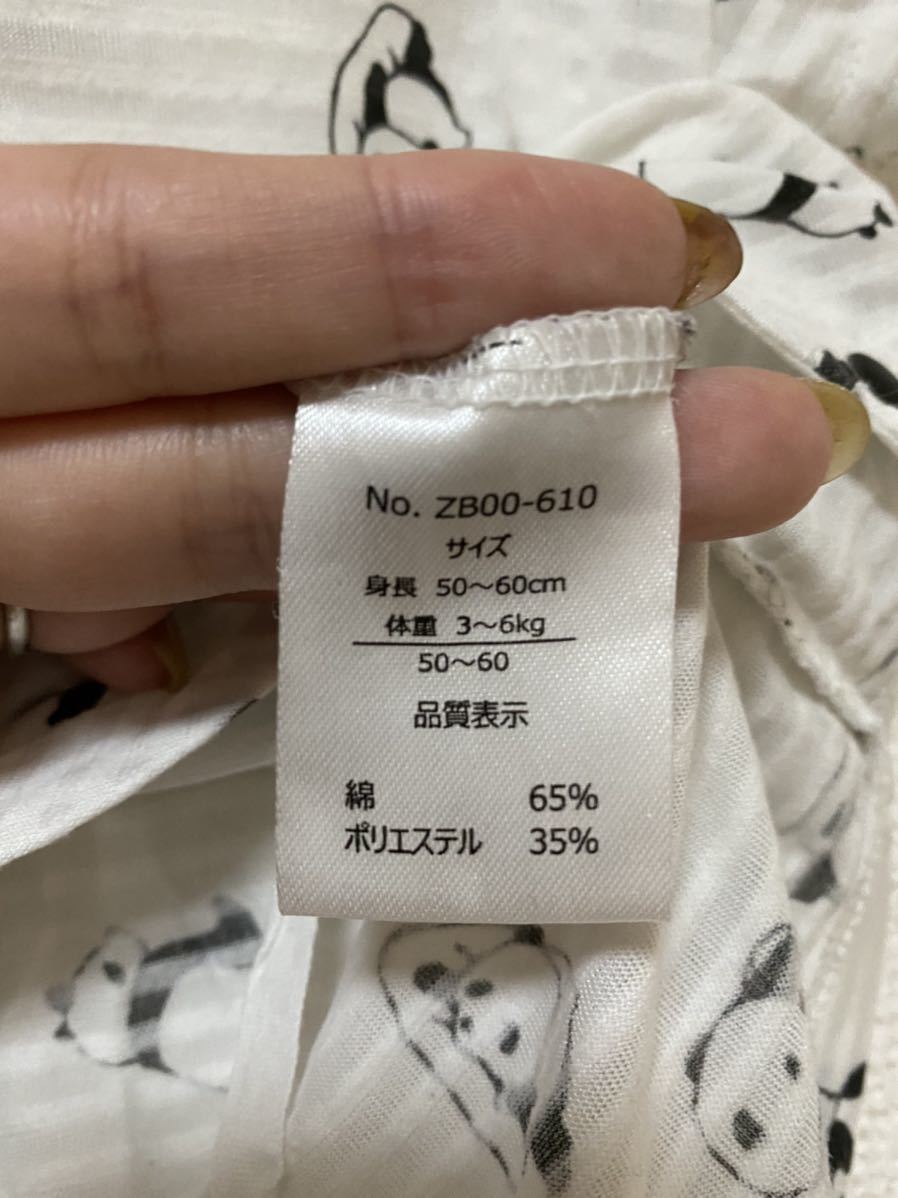 No. ZB00-610
サイズ
身長 50〜60cm
体重 3〜6kg
50〜60
品質表示
綿 65%
ポリエステル 35%